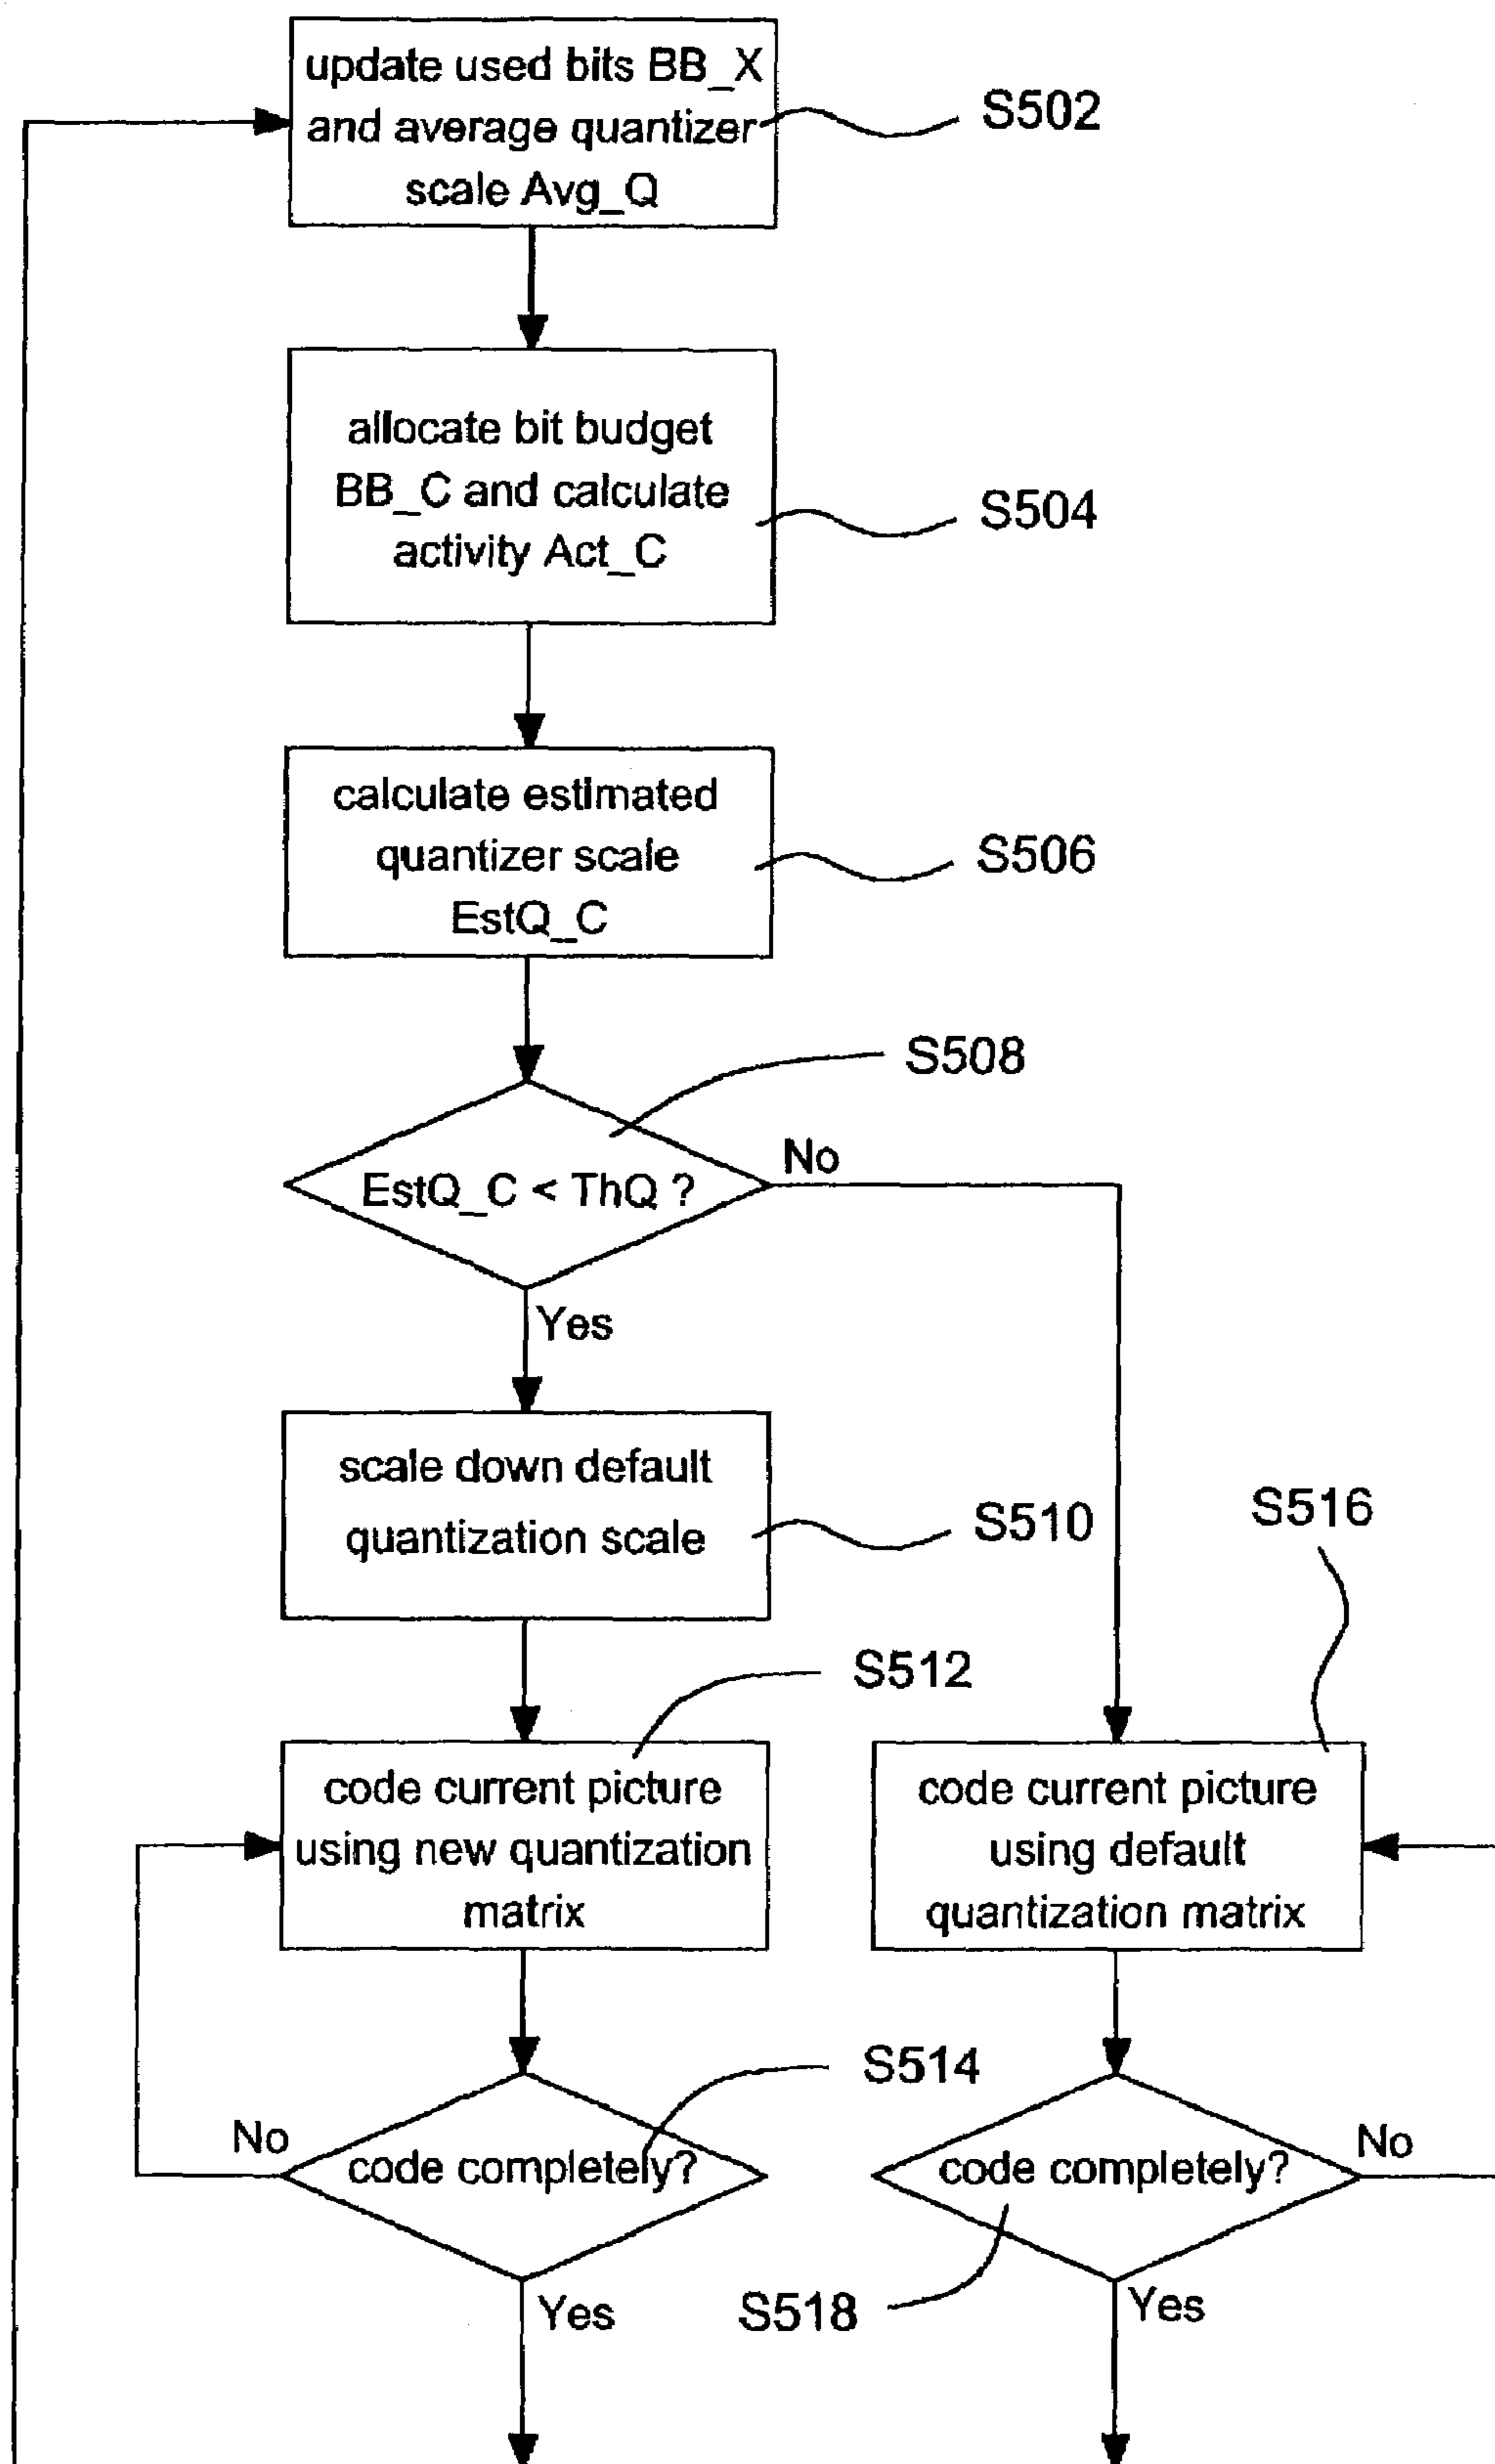 update used bits BB_X
and average quantizer
scale Avg_Q
S502
allocate bit budget
BB_C and calculate
activity Act_C
S504
calculate estimated
quantizer scale
EstQ_C
S506
S508
EstQ_C < ThQ ?
No
Yes
scale down default
quantization scale
S510
S516
S512
code current picture
using new quantization
matrix
code current picture
using default
quantization matrix
S514
No
code completely?
code completely?
No
S518
Yes
Yes